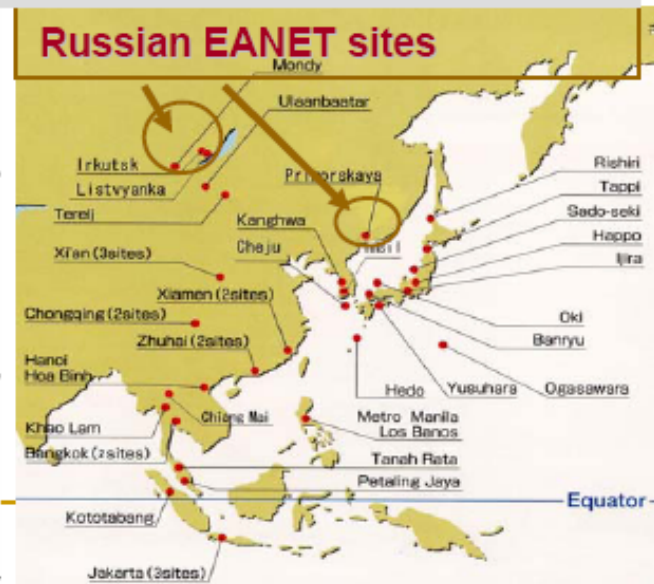 Russian EANET sites
Mondy
Ulaanbaatar
Irkutsk
Listvyanka
Terelj
Primorskaya
Rishiri
Tappi
Sado-seki
Happo
Ijira
Kanghwa
Cheju
Imsil
Xi'an (3sites)
Xiamen (2sites)
Chongqing (2sites)
Zhuhai (2sites)
Oki
Banryu
Hanoi
Hoa Binh
Hedo
Yusuhara
Ogasawara
Khao Lam
Chiang Mai
Metro Manila
Los Banos
Bangkok (2sites)
Tanah Rata
Petaling Jaya
Equator
Kototabang
Jakarta (3sites)